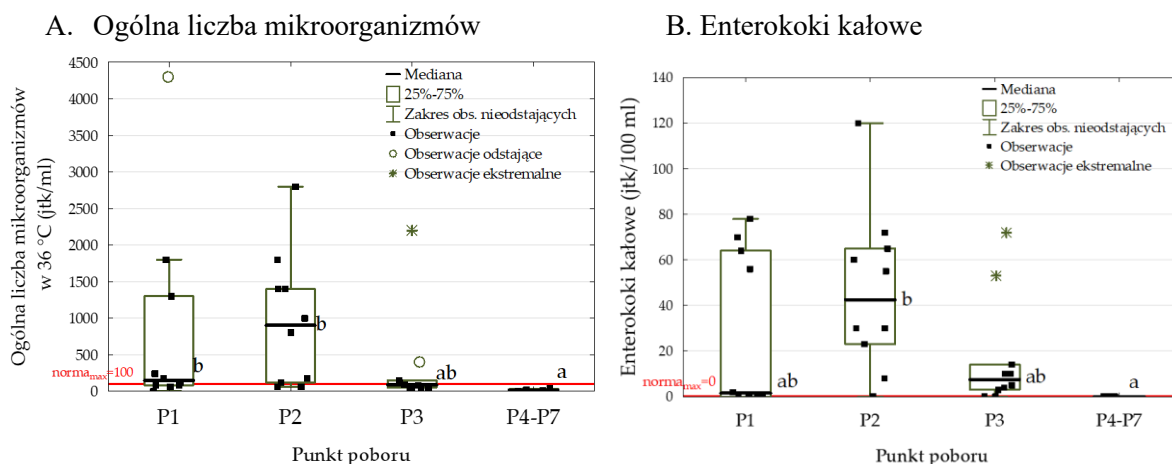 A. Ogólna liczba mikroorganizmów
4500
4000
3500
3000
2500
2000
1500
1000
500
0
Ogólna liczba mikroorganizmów
w 36 °C (jtk/ml)
normamax=100
Mediana
25%-75%
Zakres obs. nieodstających
Obserwacje
Obserwacje odstające
Obserwacje ekstremalne
b
b
ab
a
P1 P2 P3 P4-P7
Punkt poboru
B. Enterokoki kałowe
140
120
100
80
60
40
20
0
Enterokoki kałowe (jtk/100 ml)
normamax=0
Mediana
25%-75%
Zakres obs. nieodstających
Obserwacje
Obserwacje ekstremalne
ab
b
ab
a
P1 P2 P3 P4-P7
Punkt poboru